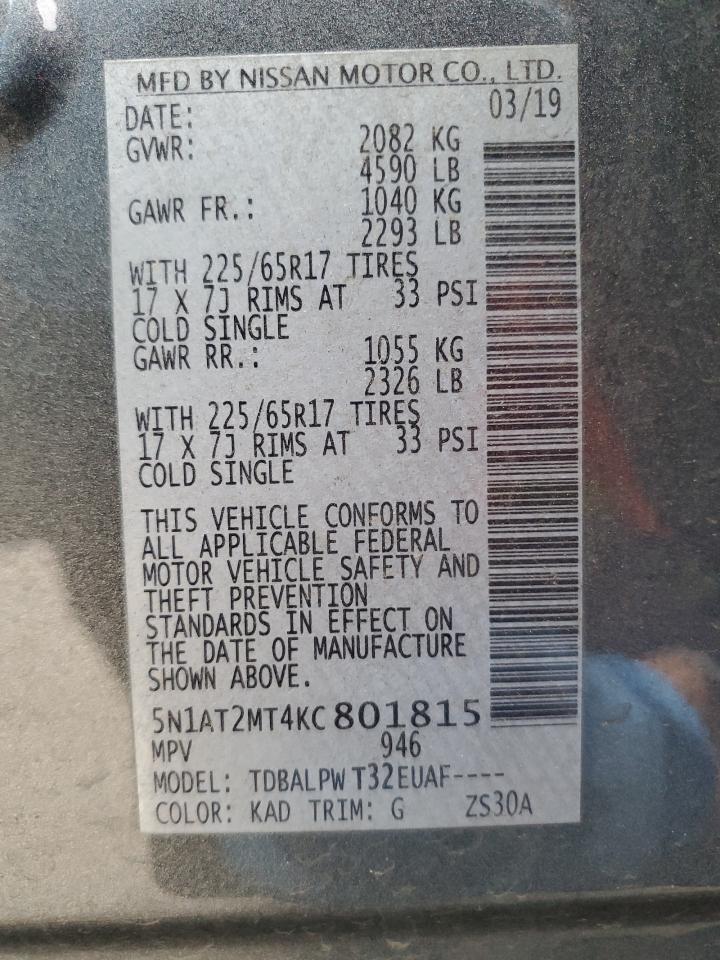 MFD BY NISSAN MOTOR CO., LTD.
DATE: 03/19
GVWR: 2082 KG
4590 LB
GAWR FR.: 1040 KG
2293 LB
WITH 225/65R17 TIRES
17 X 7J RIMS AT 33 PSI
COLD SINGLE
GAWR RR.: 1055 KG
2326 LB
WITH 225/65R17 TIRES
17 X 7J RIMS AT 33 PSI
COLD SINGLE
THIS VEHICLE CONFORMS TO
ALL APPLICABLE FEDERAL
MOTOR VEHICLE SAFETY AND
THEFT PREVENTION
STANDARDS IN EFFECT ON
THE DATE OF MANUFACTURE
SHOWN ABOVE.
5N1AT2MT4KC801815
MPV 946
MODEL: TDBALPW T32EUAF----
COLOR: KAD TRIM: G ZS30A